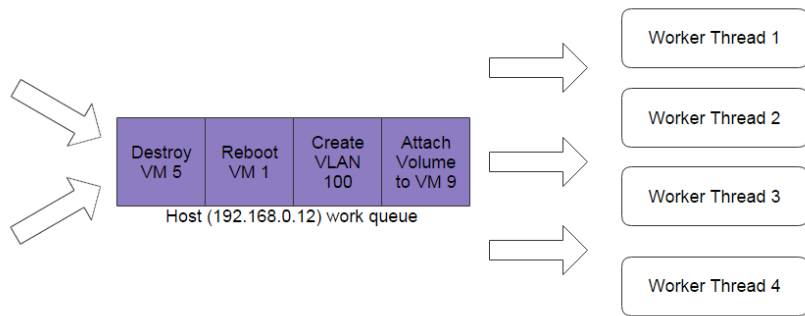 Destroy
VM 5
Reboot
VM 1
Create
VLAN
100
Attach
Volume
to VM 9
Host (192.168.0.12) work queue
Worker Thread 1
Worker Thread 2
Worker Thread 3
Worker Thread 4